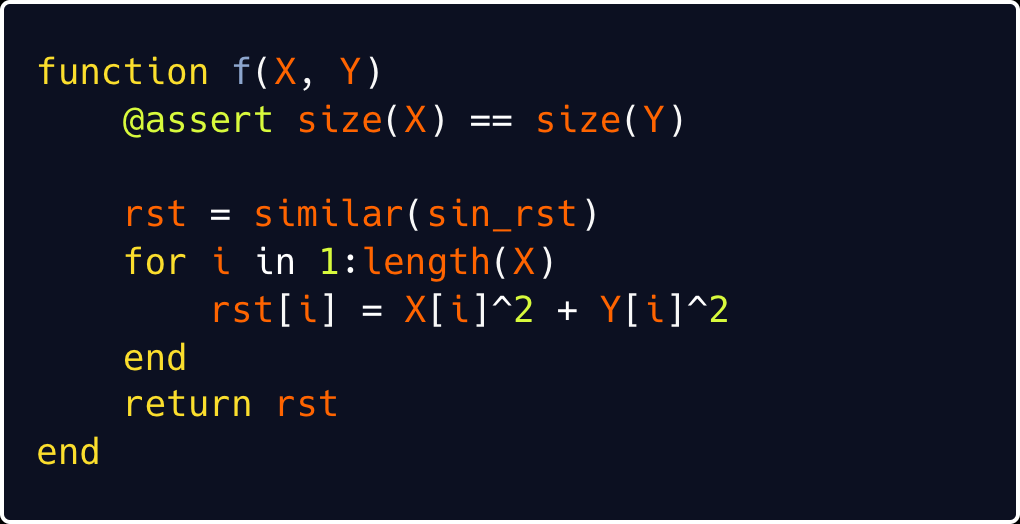 function f(X, Y)
    @assert size(X) == size(Y)

    rst = similar(sin_rst)
    for i in 1:length(X)
        rst[i] = X[i]^2 + Y[i]^2
    end
    return rst
end